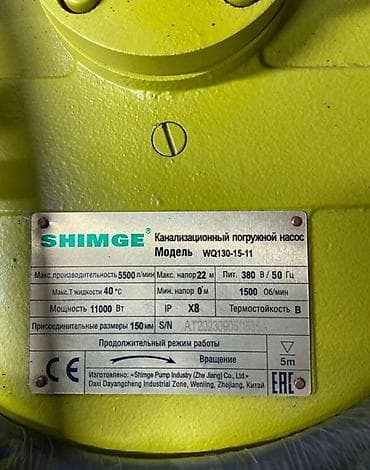 SHIMGE® Канализационный погружной насос
Модель WQ130-15-11
Макс.производительность 5500 л/мин Макс. напор 22 м Пит. 380 В / 50 Гц
Макс.Т жидкости 40 °C Мин. напор 0 м 1500 Об/мин
Мощность 11000 Вт IP X8 Термостойкость B
Присоединительные размеры 150 мм S/N
Продолжительный режим работы
Вращение 5m
CE Изготовлено: «Shimge Pump Industry (Zhe Jiang) Co., Ltd.» EAC
Daxi Dayangcheng Industrial Zone, Wenling, Zhejiang, Китай